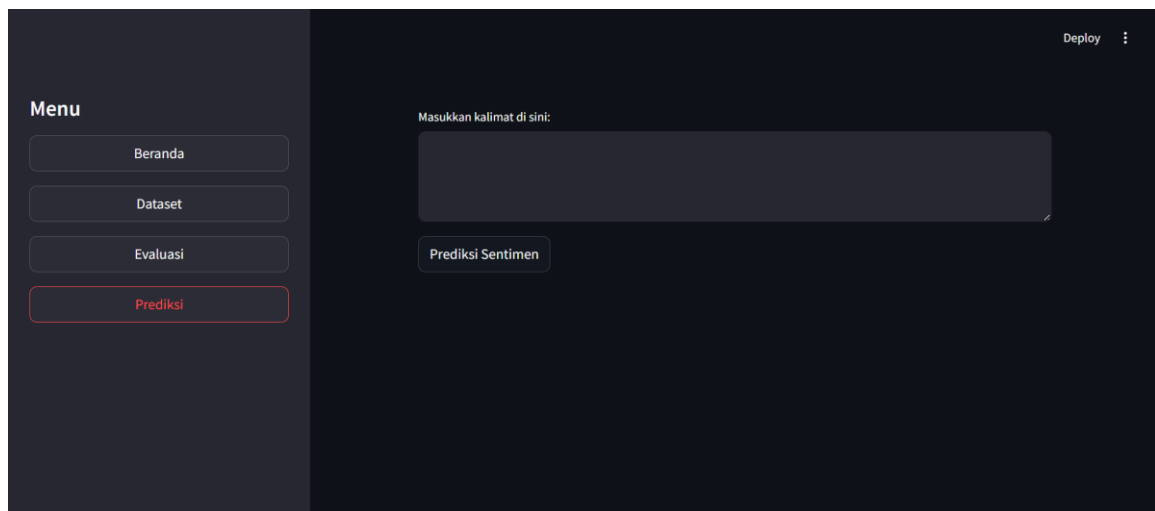 Deploy
Menu
Beranda
Dataset
Evaluasi
Prediksi
Masukkan kalimat di sini:
Prediksi Sentimen